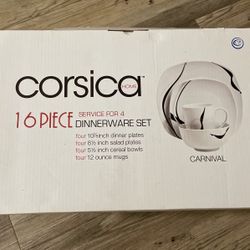 corsica™
HOME
16 PIECE
SERVICE FOR 4
DINNERWARE SET
four 10½ inch dinner plates
four 8½ inch salad plates
four 5½ inch cereal bowls
four 12 ounce mugs
CARNIVAL